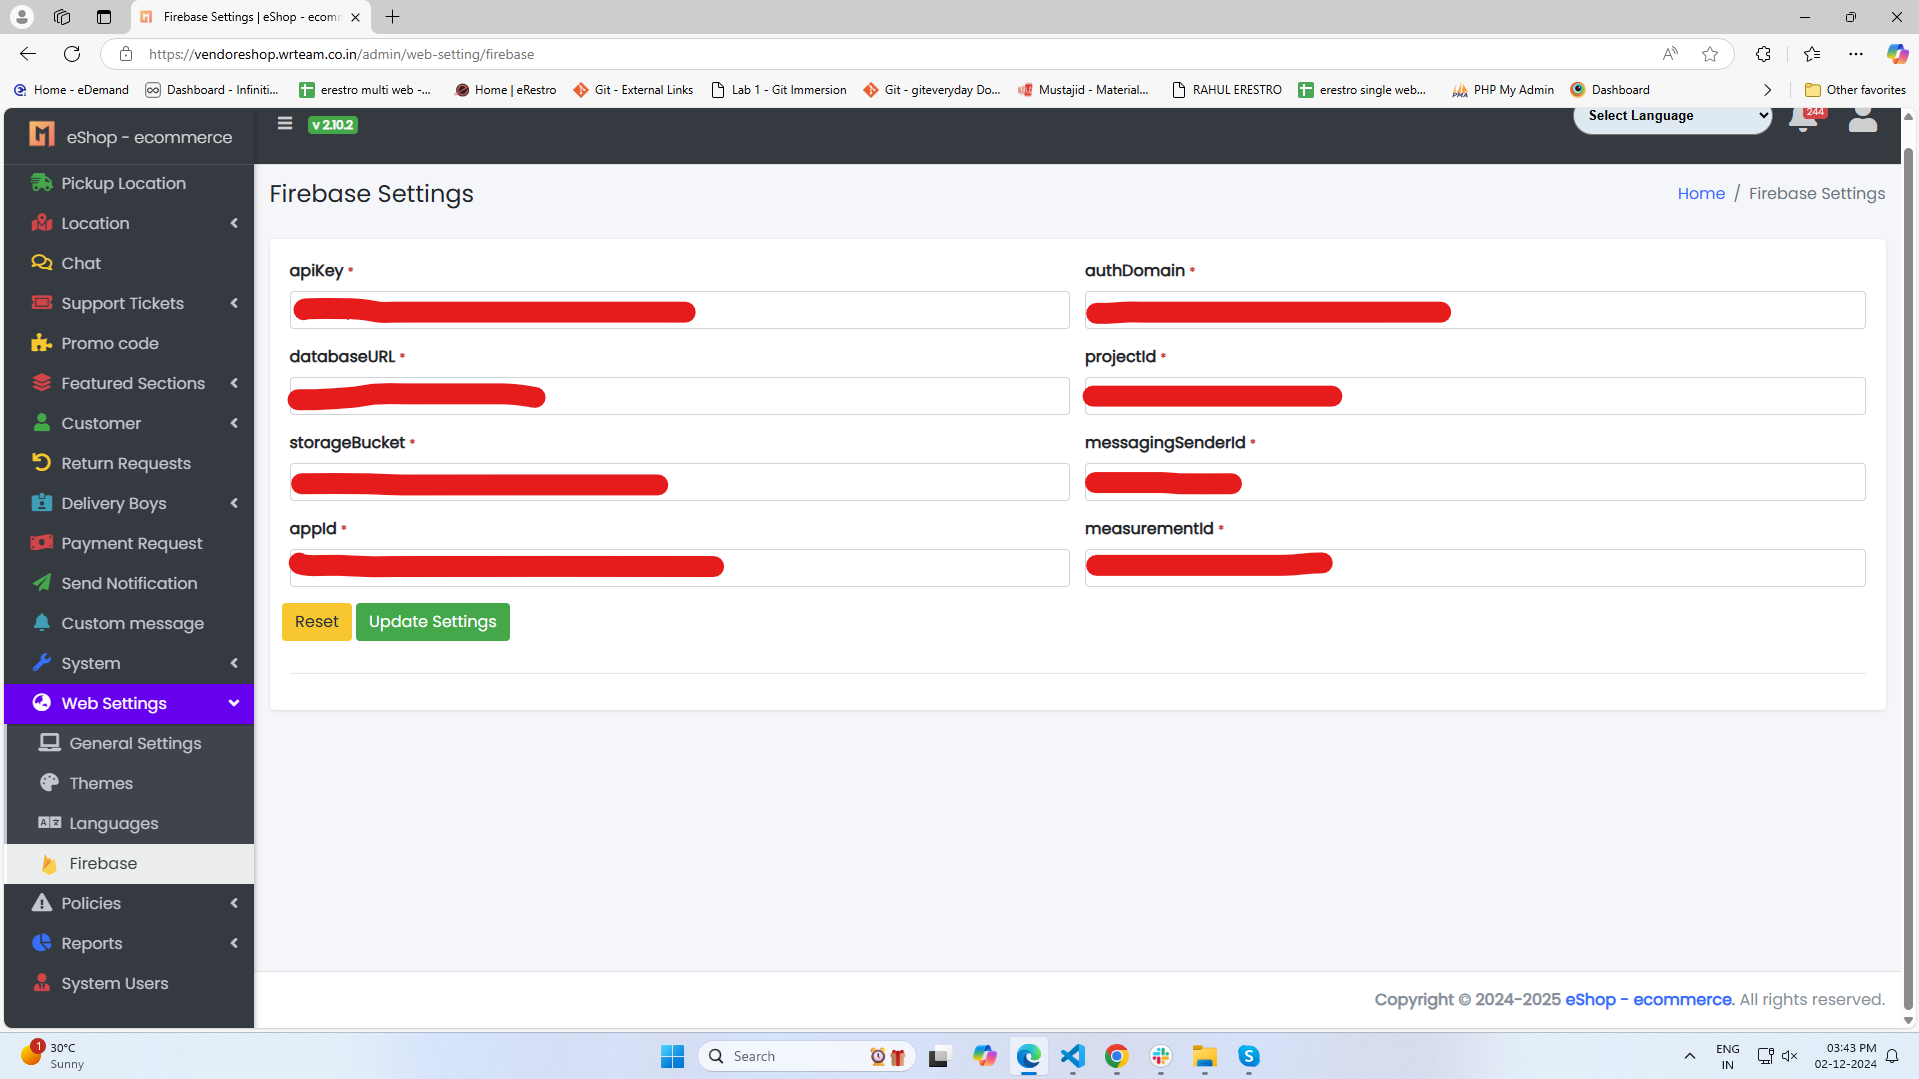 Firebase Settings | eShop - ecomm
https://vendoreshop.wrteam.co.in/admin/web-setting/firebase
Home - eDemand
Dashboard - Infiniti...
erestro multi web -...
Home | eRestro
Git - External Links
Lab 1 - Git Immersion
Git - giteveryday Do...
Mustajid - Material...
RAHUL ERESTRO
erestro single web...
PHP My Admin
Dashboard
Other favorites
eShop - ecommerce
v 2.10.2
Select Language
244
Pickup Location
Location
Chat
Support Tickets
Promo code
Featured Sections
Customer
Return Requests
Delivery Boys
Payment Request
Send Notification
Custom message
System
Web Settings
General Settings
Themes
Languages
Firebase
Policies
Reports
System Users
Firebase Settings
Home / Firebase Settings
apiKey *
authDomain *
databaseURL *
projectId *
storageBucket *
messagingSenderId *
appId *
measurementId *
Reset
Update Settings
Copyright © 2024-2025 eShop - ecommerce. All rights reserved.
1
30°C
Sunny
Search
ENG
IN
03:43 PM
02-12-2024